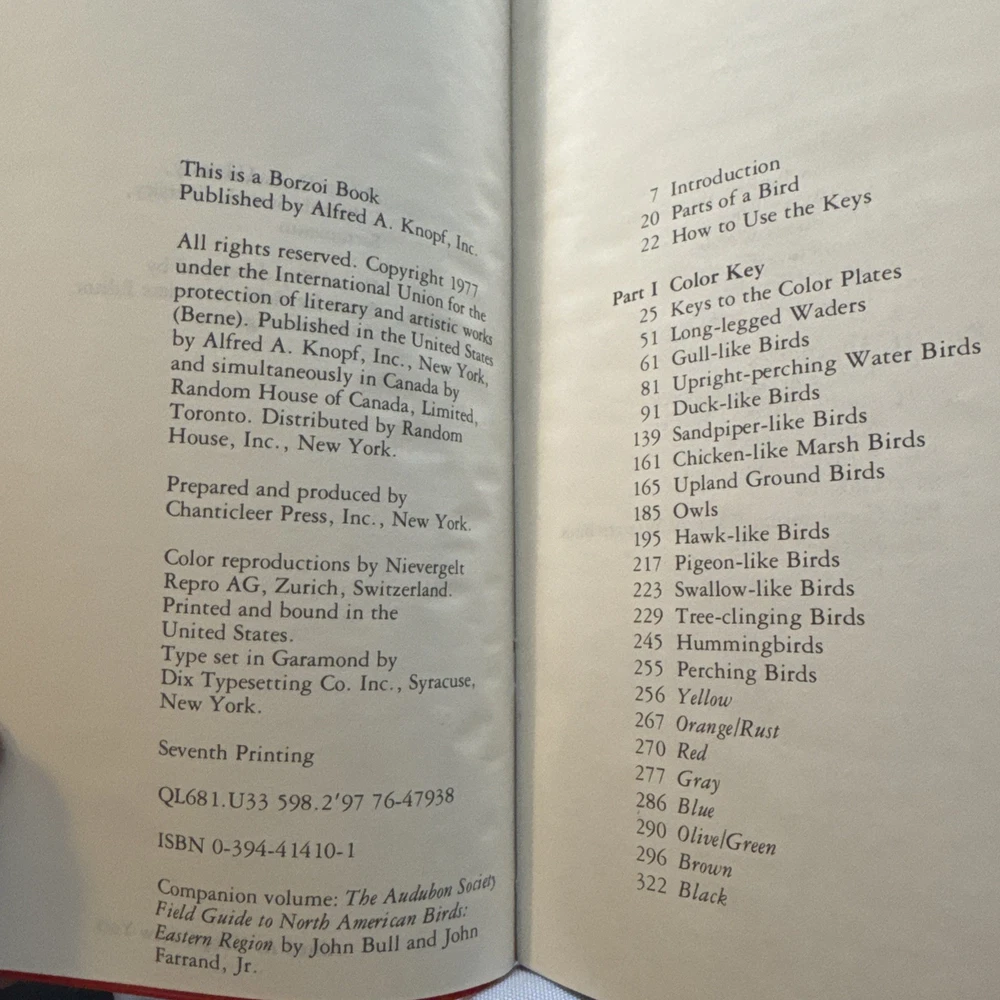 This is a Borzoi Book
Published by Alfred A. Knopf, Inc.
All rights reserved. Copyright 1977
under the International Union for the
protection of literary and artistic works
(Berne). Published in the United States
by Alfred A. Knopf, Inc., New York,
and simultaneously in Canada by
Random House of Canada, Limited,
Toronto. Distributed by Random
House, Inc., New York.
Prepared and produced by
Chanticleer Press, Inc., New York.
Color reproductions by Nievergelt
Repro AG, Zurich, Switzerland.
Printed and bound in the
United States.
Type set in Garamond by
Dix Typesetting Co. Inc., Syracuse,
New York.
Seventh Printing
QL681.U33 598.2'97 76-47938
ISBN 0-394-41410-1
Companion volume: The Audubon Society
Field Guide to North American Birds:
Eastern Region by John Bull and John
Farrand, Jr.
7 Introduction
20 Parts of a Bird
22 How to Use the Keys
Part I Color Key
25 Keys to the Color Plates
51 Long-legged Waders
61 Gull-like Birds
81 Upright-perching Water Birds
91 Duck-like Birds
139 Sandpiper-like Birds
161 Chicken-like Marsh Birds
165 Upland Ground Birds
185 Owls
195 Hawk-like Birds
217 Pigeon-like Birds
223 Swallow-like Birds
229 Tree-clinging Birds
245 Hummingbirds
255 Perching Birds
256 Yellow
267 Orange/Rust
270 Red
277 Gray
286 Blue
290 Olive/Green
296 Brown
322 Black